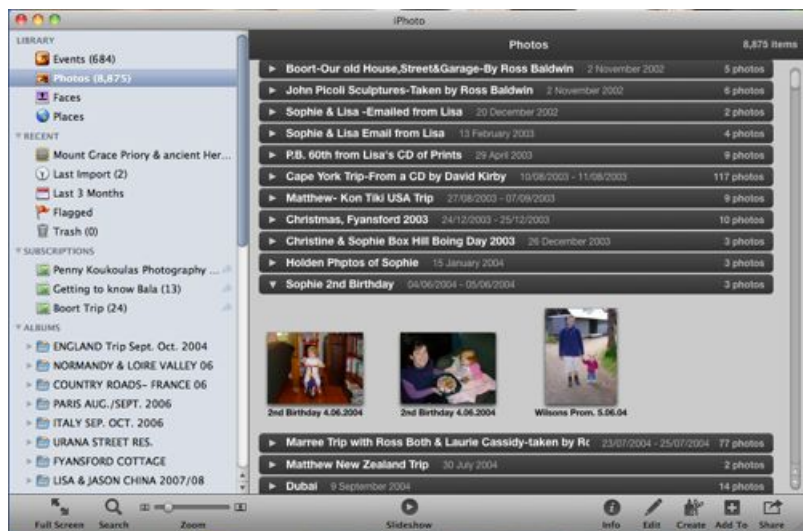 iPhoto
LIBRARY
Events (684)
Photos (8,875)
Faces
Places
RECENT
Mount Grace Priory & ancient Her...
Last Import (2)
Last 3 Months
Flagged
Trash (0)
SUBSCRIPTIONS
Penny Koukoulas Photography ...
Getting to know Bala (13)
Boort Trip (24)
ALBUMS
ENGLAND Trip Sept. Oct. 2004
NORMANDY & LOIRE VALLEY 06
COUNTRY ROADS- FRANCE 06
PARIS AUG./SEPT. 2006
ITALY SEP. OCT. 2006
URANA STREET RES.
FYANSFORD COTTAGE
LISA & JASON CHINA 2007/08
Photos 8,875 items
Boort-Our old House,Street&Garage-By Ross Baldwin 2 November 2002 5 photos
John Picoli Sculptures-Taken by Ross Baldwin 2 November 2002 6 photos
Sophie & Lisa -Emailed from Lisa 20 December 2002 2 photos
Sophie & Lisa Email from Lisa 13 February 2003 4 photos
P.B. 60th from Lisa's CD of Prints 29 April 2003 9 photos
Cape York Trip-From a CD by David Kirby 10/08/2003 - 11/08/2003 117 photos
Matthew- Kon Tiki USA Trip 27/08/2003 - 07/09/2003 9 photos
Christmas, Fyansford 2003 24/12/2003 - 25/12/2003 10 photos
Christine & Sophie Box Hill Boing Day 2003 26 December 2003 3 photos
Holden Phptos of Sophie 15 January 2004 3 photos
Sophie 2nd Birthday 04/06/2004 - 05/06/2004 3 photos
2nd Birthday 4.06.2004 2nd Birthday 4.06.2004 Wilsons Prom. 5.06.04
Marree Trip with Ross Both & Laurie Cassidy-taken by Rc 23/07/2004 - 25/07/2004 77 photos
Matthew New Zealand Trip 30 July 2004 2 photos
Dubai 9 September 2004 14 photos
Full Screen Search Zoom Slideshow Info Edit Create Add To Share